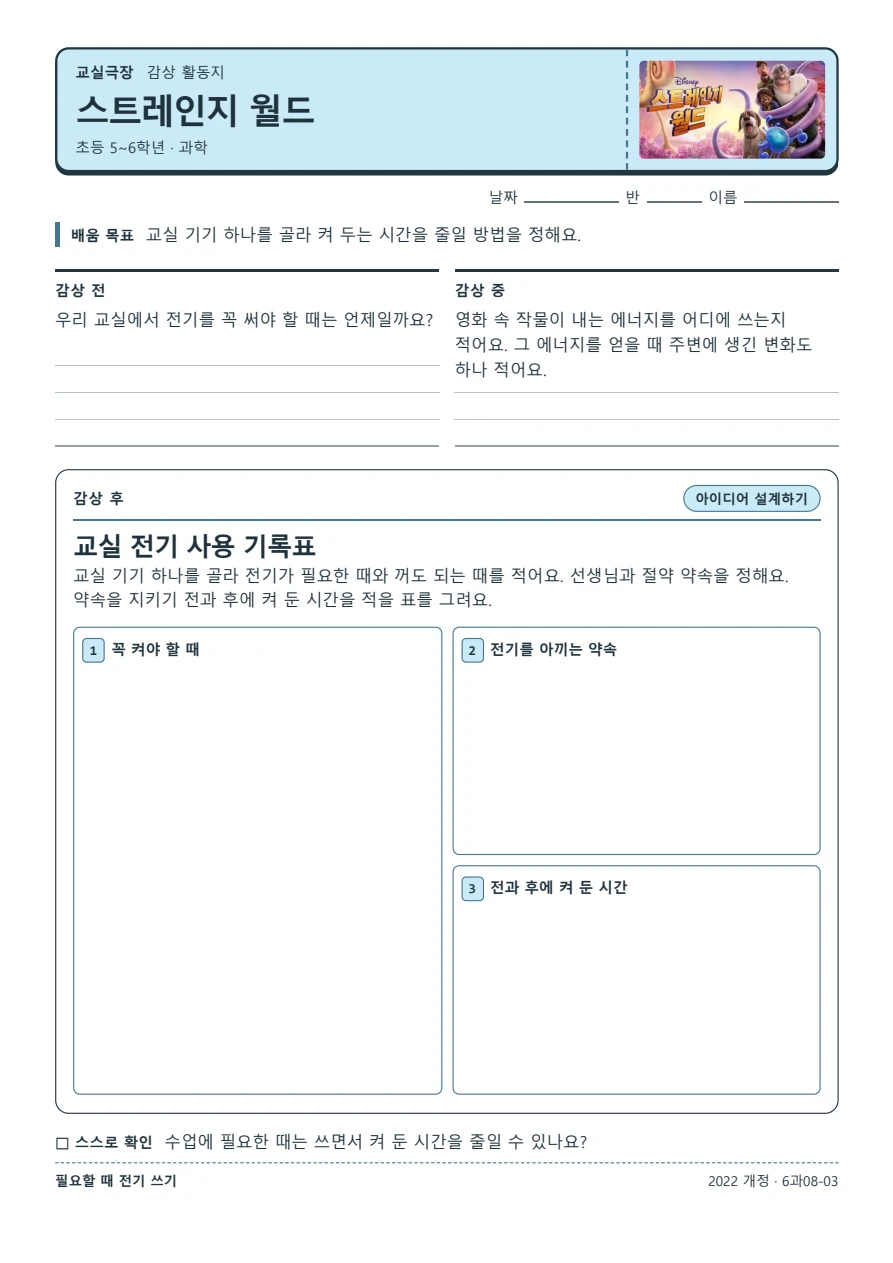 교실극장 감상 활동지
스트레인지 월드
초등 5~6학년 · 과학
Disney
스트레인지
월드
날짜 반 이름
배움 목표 교실 기기 하나를 골라 켜 두는 시간을 줄일 방법을 정해요.
감상 전
우리 교실에서 전기를 꼭 써야 할 때는 언제일까요?
감상 중
영화 속 작물이 내는 에너지를 어디에 쓰는지
적어요. 그 에너지를 얻을 때 주변에 생긴 변화도
하나 적어요.
감상 후
아이디어 설계하기
교실 전기 사용 기록표
교실 기기 하나를 골라 전기가 필요한 때와 꺼도 되는 때를 적어요. 선생님과 절약 약속을 정해요.
약속을 지키기 전과 후에 켜 둔 시간을 적을 표를 그려요.
1 꼭 켜야 할 때
2 전기를 아끼는 약속
3 전과 후에 켜 둔 시간
□ 스스로 확인 수업에 필요한 때는 쓰면서 켜 둔 시간을 줄일 수 있나요?
필요할 때 전기 쓰기
2022 개정 · 6과08-03